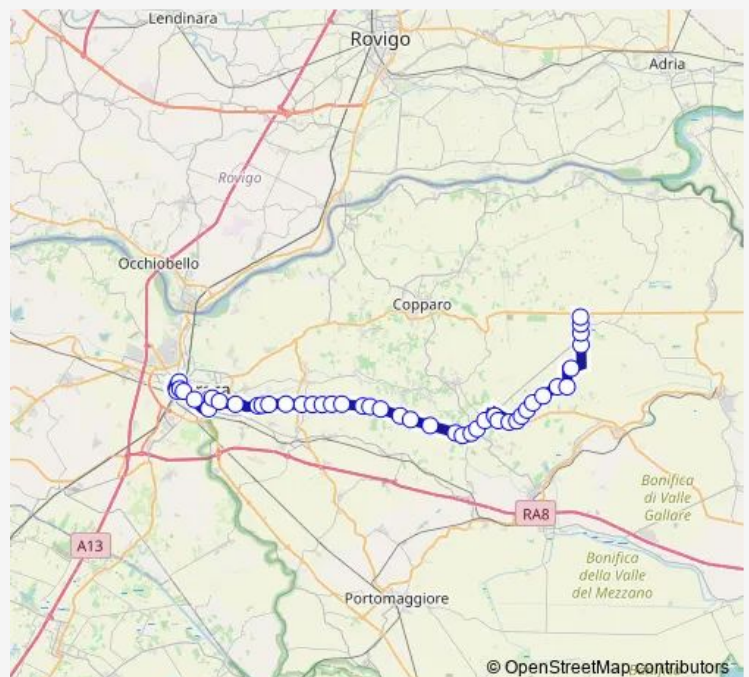 Lendinara
Rovigo
Adria
Rovigo
Occhiobello
Copparo
RA8
Bonifica
di Valle
Gallare
A13
Bonifica
della Valle
del Mezzano
Portomaggiore
© OpenStreetMap contributors